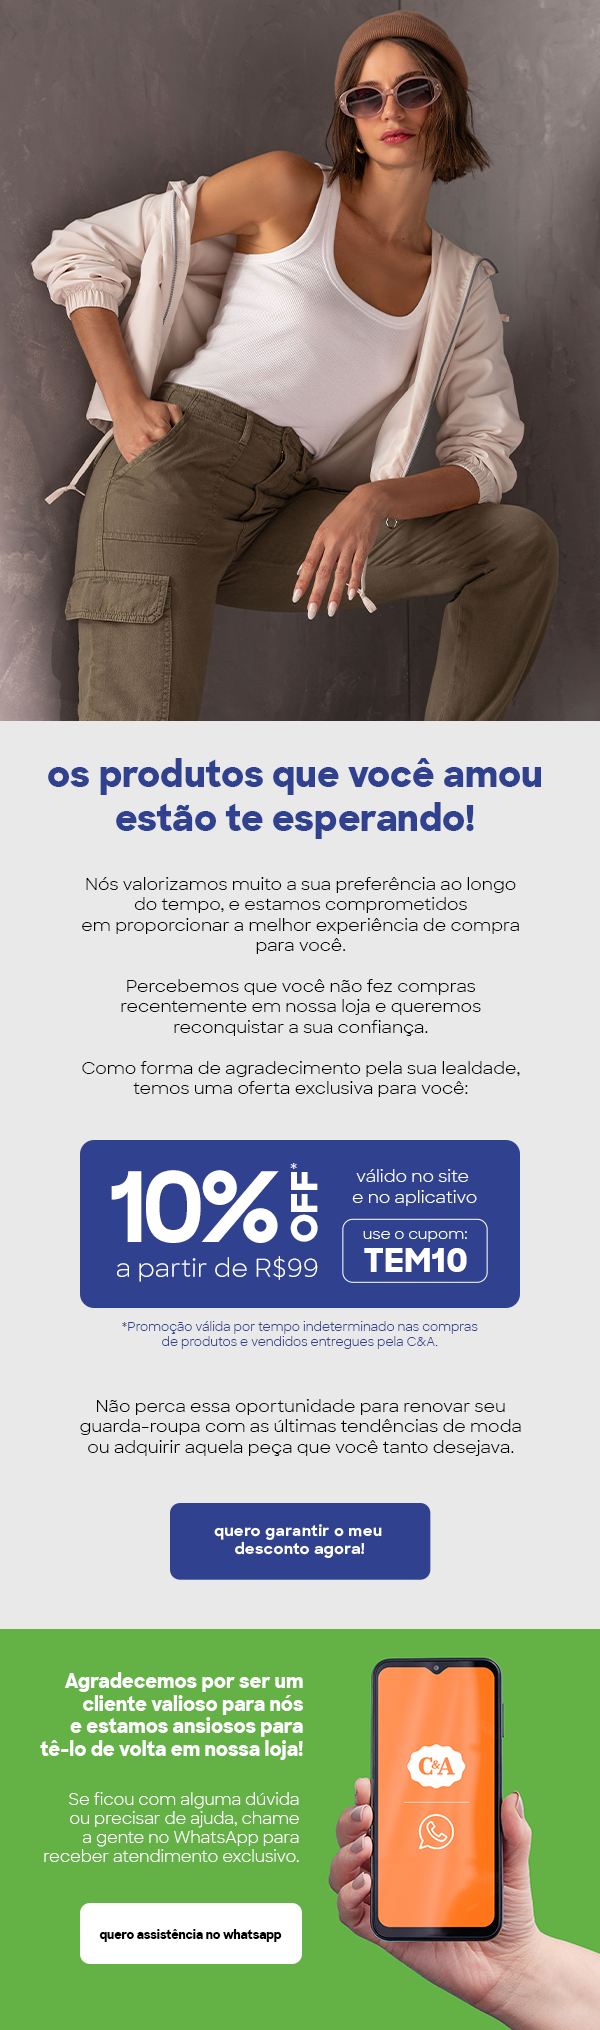 os produtos que você amou
estão te esperando!
Nós valorizamos muito a sua preferência ao longo
do tempo, e estamos comprometidos
em proporcionar a melhor experiência de compra
para você.
Percebemos que você não fez compras
recentemente em nossa loja e queremos
reconquistar a sua confiança.
Como forma de agradecimento pela sua lealdade,
temos uma oferta exclusiva para você:
10% OFF*
a partir de R$99
válido no site
e no aplicativo
use o cupom:
TEM10
*Promoção válida por tempo indeterminado nas compras
de produtos e vendidos entregues pela C&A.
Não perca essa oportunidade para renovar seu
guarda-roupa com as últimas tendências de moda
ou adquirir aquela peça que você tanto desejava.
quero garantir o meu
desconto agora!
Agradecemos por ser um
cliente valioso para nós
e estamos ansiosos para
tê-lo de volta em nossa loja!
Se ficou com alguma dúvida
ou precisar de ajuda, chame
a gente no WhatsApp para
receber atendimento exclusivo.
quero assistência no whatsapp
C&A